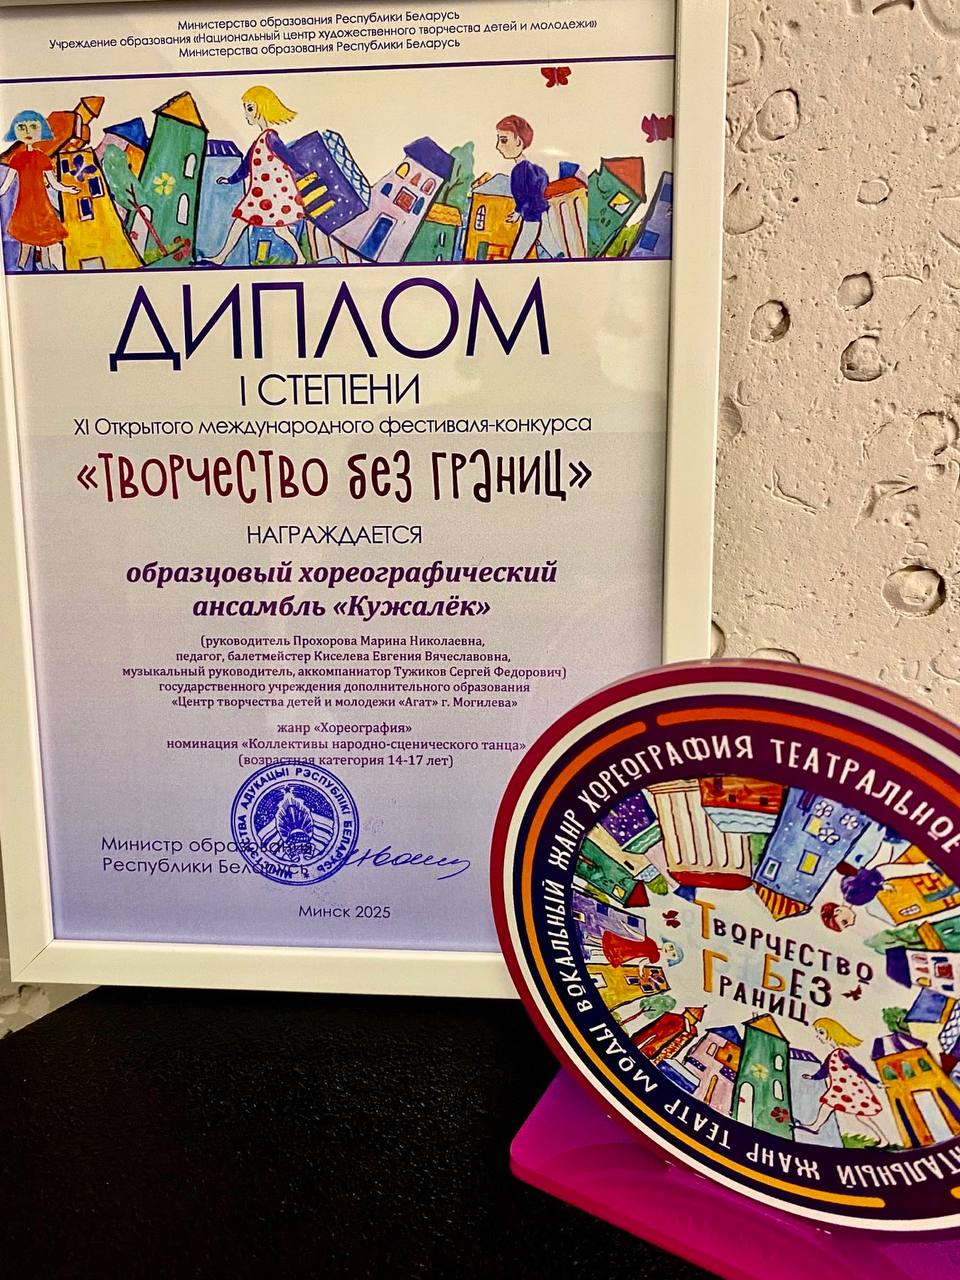 Министерство образования Республики Беларусь
Учреждение образования «Национальный центр художественного творчества детей и молодежи»
Министерства образования Республики Беларусь
ДИПЛОМ
I СТЕПЕНИ
XI Открытого международного фестиваля-конкурса
«ТВОРЧЕСТВО без ГРАНИЦ»
НАГРАЖДАЕТСЯ
образцовый хореографический
ансамбль «Кужалёк»
(руководитель Прохорова Марина Николаевна,
педагог, балетмейстер Киселева Евгения Вячеславовна,
музыкальный руководитель, аккомпаниатор Тужиков Сергей Федорович)
государственного учреждения дополнительного образования
«Центр творчества детей и молодежи «Агат» г. Могилева»
жанр «Хореография»
номинация «Коллективы народно-сценического танца»
(возрастная категория 14-17 лет)
Министр образования
Республики Беларусь
АДУКАЦЫІ РЭСПУБЛІКІ БЕЛАРУСЬ
Минск 2025
ВОКАЛЬНЫЙ ЖАНР ХОРЕОГРАФИЯ ТЕАТРАЛЬНОЕ
ТВОРЧЕСТВО
БЕЗ
ГРАНИЦ
ЖАНР ТЕАТР МОДЫ